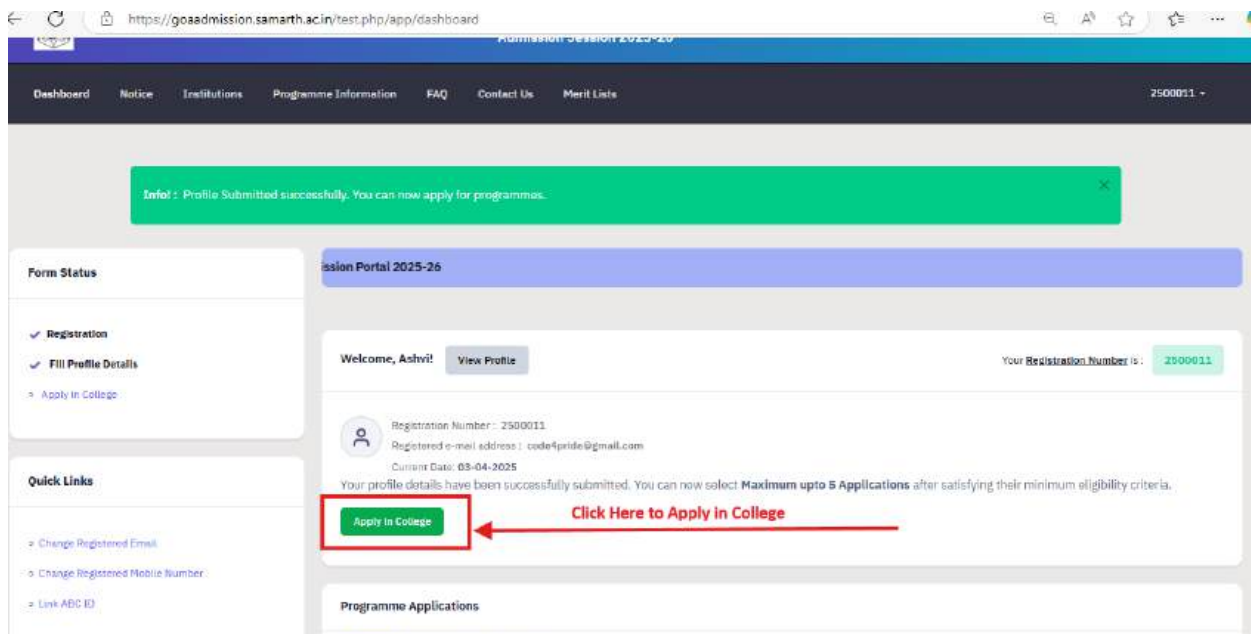 https://goaadmission.samarth.ac.in/test.php/app/dashboard
Admission Session 2025-26
Dashboard Notice Institutions Programme Information FAQ Contact Us Merit Lists 2500011
Info! : Profile Submitted successfully. You can now apply for programmes. ×
Form Status
Registration
Fill Profile Details
Apply in College
Quick Links
Change Registered Email
Change Registered Mobile Number
Link ABC ID
ission Portal 2025-26
Welcome, Ashvi! View Profile Your Registration Number is : 2500011
Registration Number : 2500011
Registered e-mail address : code4pride@gmail.com
Current Date: 03-04-2025
Your profile details have been successfully submitted. You can now select Maximum upto 5 Applications after satisfying their minimum eligibility criteria.
Apply in College Click Here to Apply in College
Programme Applications